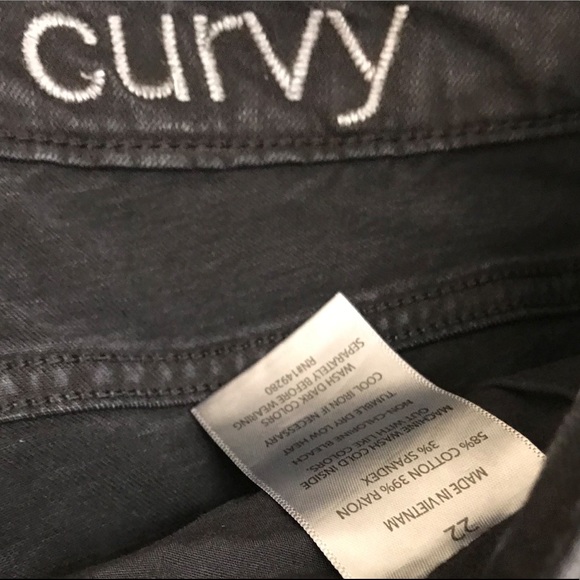 curvy
22
MADE IN VIETNAM
58% COTTON 39% RAYON
3% SPANDEX
MACHINE WASH COLD INSIDE
OUT WITH LIKE COLORS.
NON-CHLORINE BLEACH
TUMBLE DRY LOW HEAT
COOL IRON IF NECESSARY
WASH DARK COLORS
SEPARATELY BEFORE WEARING
RN#149280